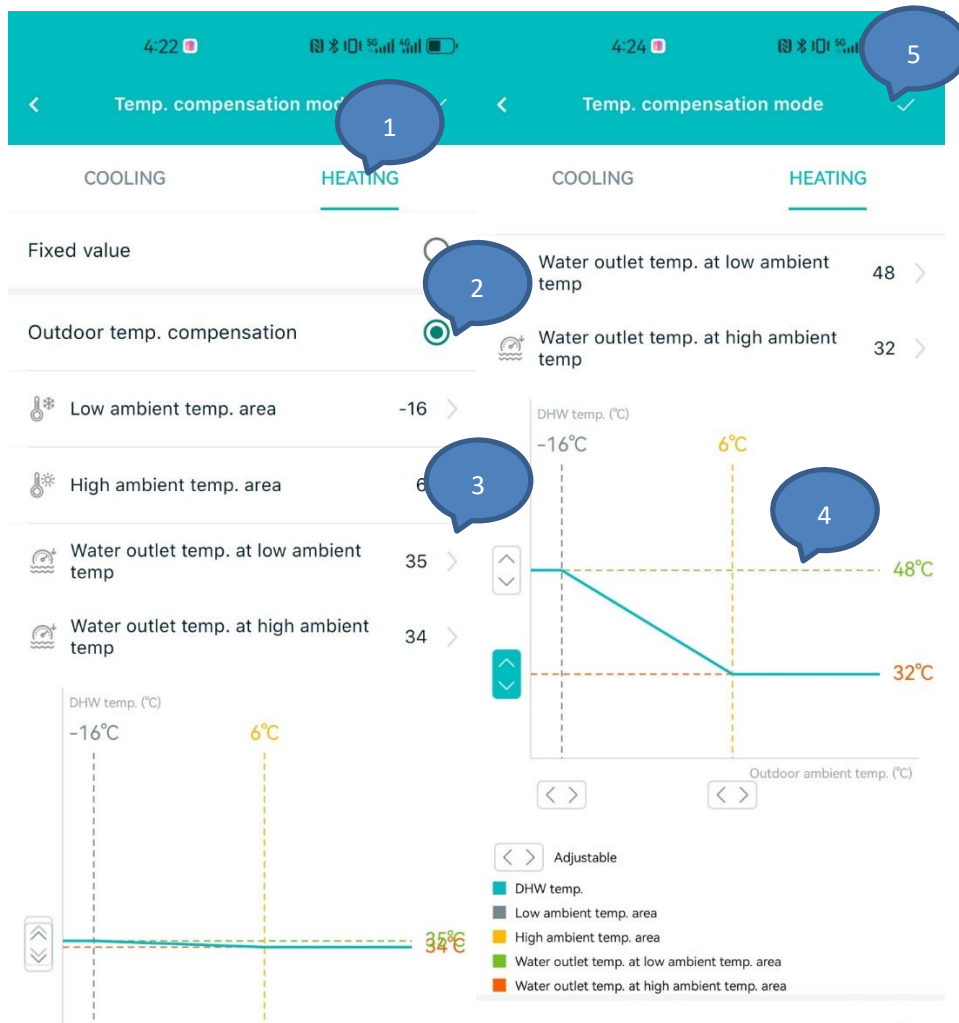 4:22
5G 4G
Temp. compensation mod
1
COOLING
HEATING
Fixed value
2
Outdoor temp. compensation
Low ambient temp. area
-16
High ambient temp. area
6
3
Water outlet temp. at low ambient
temp
35
Water outlet temp. at high ambient
temp
34
DHW temp. (℃)
-16℃
6℃
35℃
34℃
4:24
5G
5
Temp. compensation mode
COOLING
HEATING
Water outlet temp. at low ambient
temp
48
Water outlet temp. at high ambient
temp
32
DHW temp. (℃)
-16℃
6℃
4
48℃
32℃
Outdoor ambient temp. (℃)
Adjustable
DHW temp.
Low ambient temp. area
High ambient temp. area
Water outlet temp. at low ambient temp. area
Water outlet temp. at high ambient temp. area